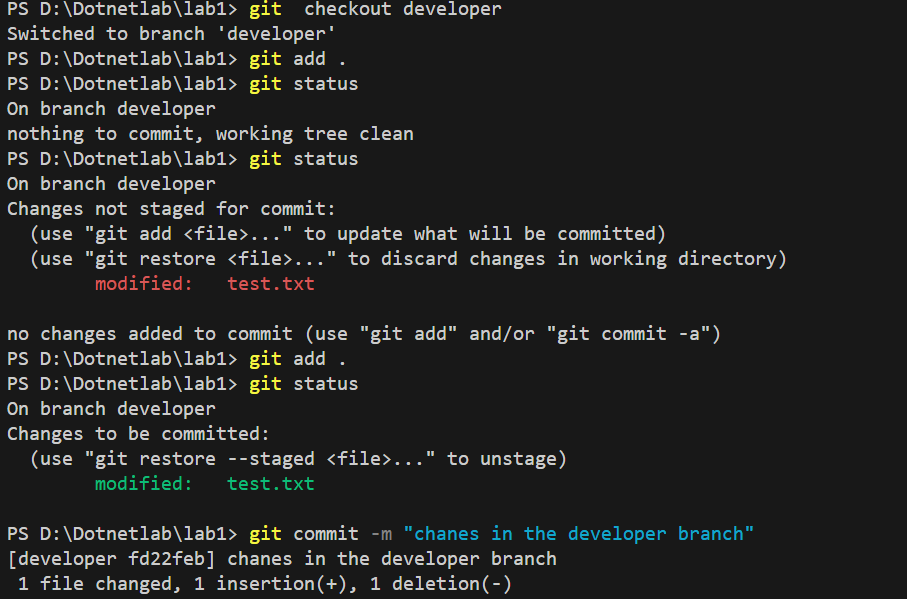 PS D:\Dotnetlab\lab1> git  checkout developer
Switched to branch 'developer'
PS D:\Dotnetlab\lab1> git add .
PS D:\Dotnetlab\lab1> git status
On branch developer
nothing to commit, working tree clean
PS D:\Dotnetlab\lab1> git status
On branch developer
Changes not staged for commit:
  (use "git add <file>..." to update what will be committed)
  (use "git restore <file>..." to discard changes in working directory)
        modified:   test.txt

no changes added to commit (use "git add" and/or "git commit -a")
PS D:\Dotnetlab\lab1> git add .
PS D:\Dotnetlab\lab1> git status
On branch developer
Changes to be committed:
  (use "git restore --staged <file>..." to unstage)
        modified:   test.txt

PS D:\Dotnetlab\lab1> git commit -m "chanes in the developer branch"
[developer fd22feb] chanes in the developer branch
 1 file changed, 1 insertion(+), 1 deletion(-)